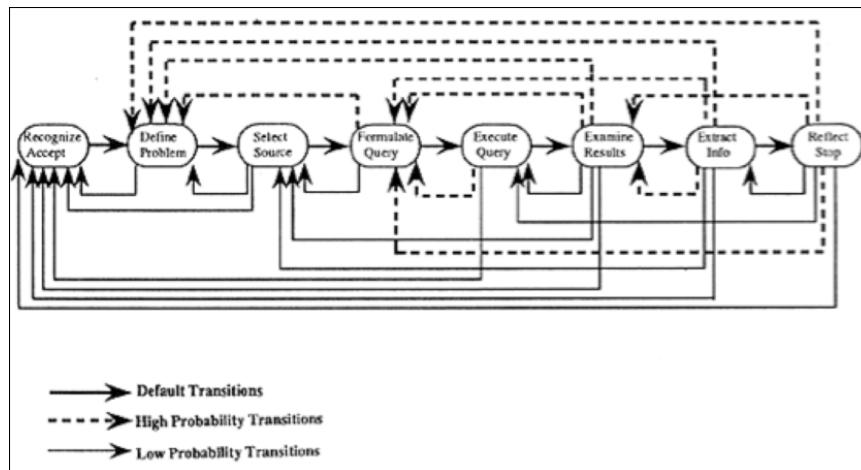 Recognize
Accept
Define
Problem
Select
Source
Formulate
Query
Execute
Query
Examine
Results
Extract
Info
Reflect
Stop
Default Transitions
High Probability Transitions
Low Probability Transitions